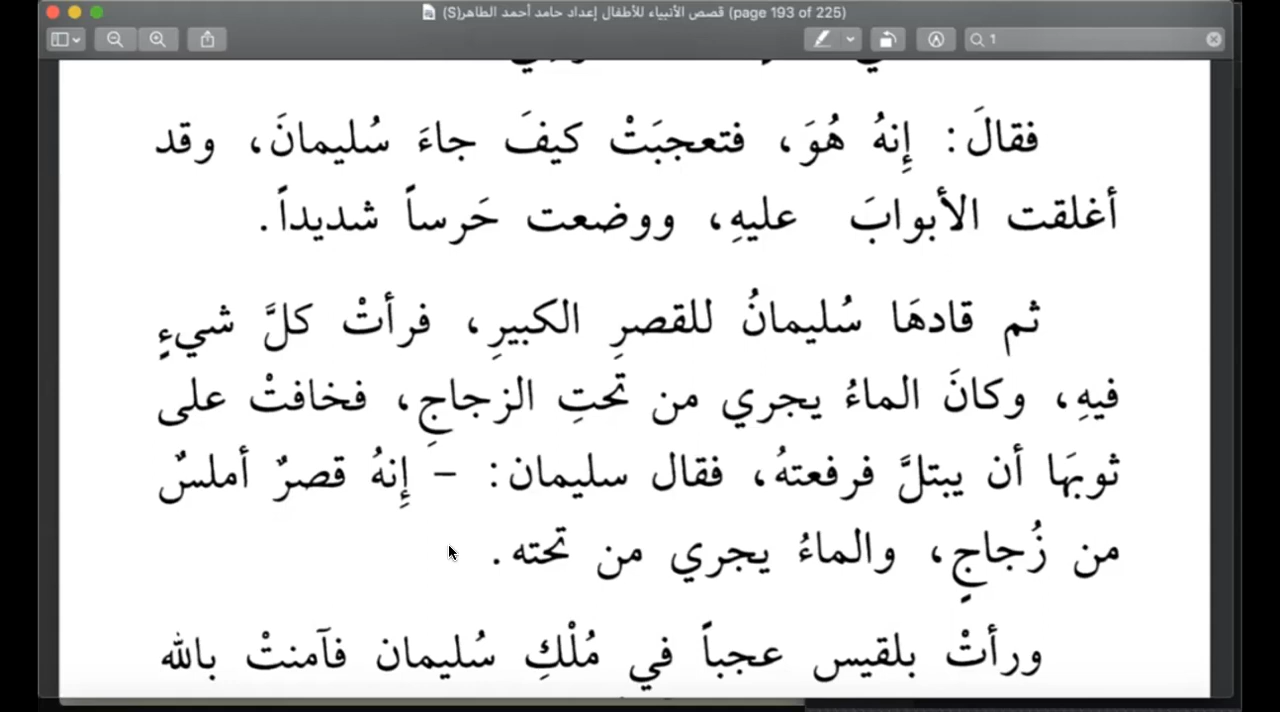 قصص الأنبياء للأطفال إعداد حامد أحمد الطاهر(S) (page 193 of 225)
1
فقالَ: إِنهُ هُوَ، فتعجبَتْ كيفَ جاءَ سُليمانَ، وقد
أغلقت الأبوابَ عليهِ، ووضعت حَرساً شديداً.
ثم قادهَا سُليمانُ للقصرِ الكبيرِ، فرأتْ كلَّ شيءٍ
فيهِ، وكانَ الماءُ يجري من تحتِ الزجاجِ، فخافتْ على
ثوبهَا أن يبتلَّ فرفعتهُ، فقال سليمان: – إِنهُ قصرٌ أملسٌ
من زُجاجٍ، والماءُ يجري من تحته.
ورأتْ بلقيس عجباً في مُلْكِ سُليمان فآمنتْ بالله